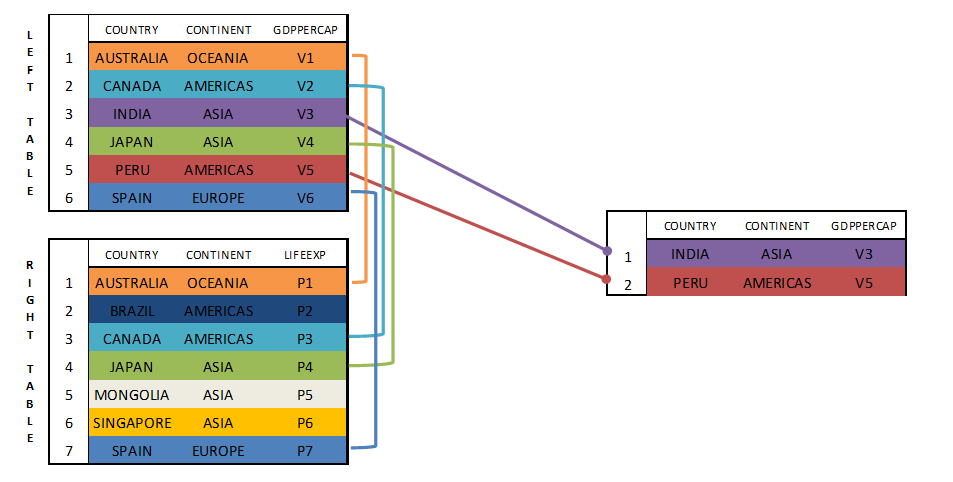 LEFT TABLE
COUNTRY CONTINENT GDPPERCAP
1 AUSTRALIA OCEANIA V1
2 CANADA AMERICAS V2
3 INDIA ASIA V3
4 JAPAN ASIA V4
5 PERU AMERICAS V5
6 SPAIN EUROPE V6
RIGHT TABLE
COUNTRY CONTINENT LIFEEXP
1 AUSTRALIA OCEANIA P1
2 BRAZIL AMERICAS P2
3 CANADA AMERICAS P3
4 JAPAN ASIA P4
5 MONGOLIA ASIA P5
6 SINGAPORE ASIA P6
7 SPAIN EUROPE P7
COUNTRY CONTINENT GDPPERCAP
1 INDIA ASIA V3
2 PERU AMERICAS V5